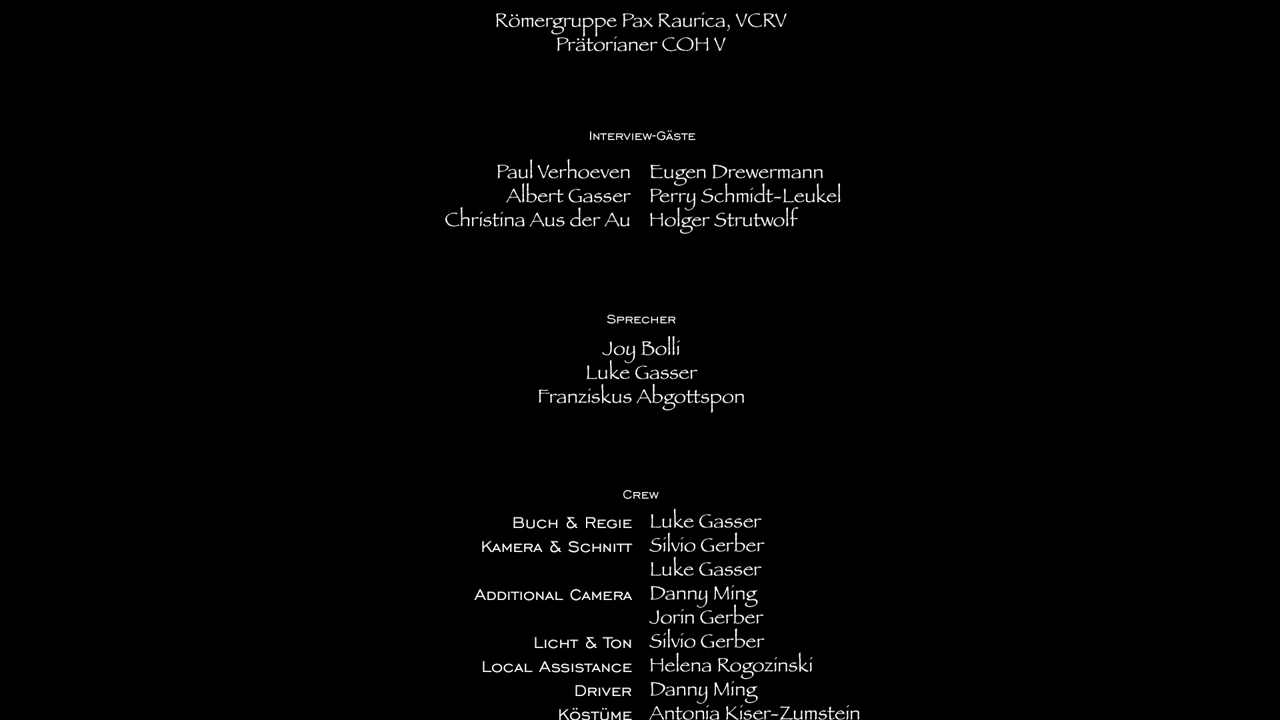 Römergruppe Pax Raurica, VCRV
Prätorianer COH V
Interview-Gäste
Paul Verhoeven Eugen Drewermann
Albert Gasser Perry Schmidt-Leukel
Christina Aus der Au Holger Strutwolf
Sprecher
Joy Bolli
Luke Gasser
Franziskus Abgottspon
Crew
Buch & Regie Luke Gasser
Kamera & Schnitt Silvio Gerber
Luke Gasser
Additional Camera Danny Ming
Jorin Gerber
Licht & Ton Silvio Gerber
Local Assistance Helena Rogozinski
Driver Danny Ming
Köstüme Antonia Kiser-Zumstein